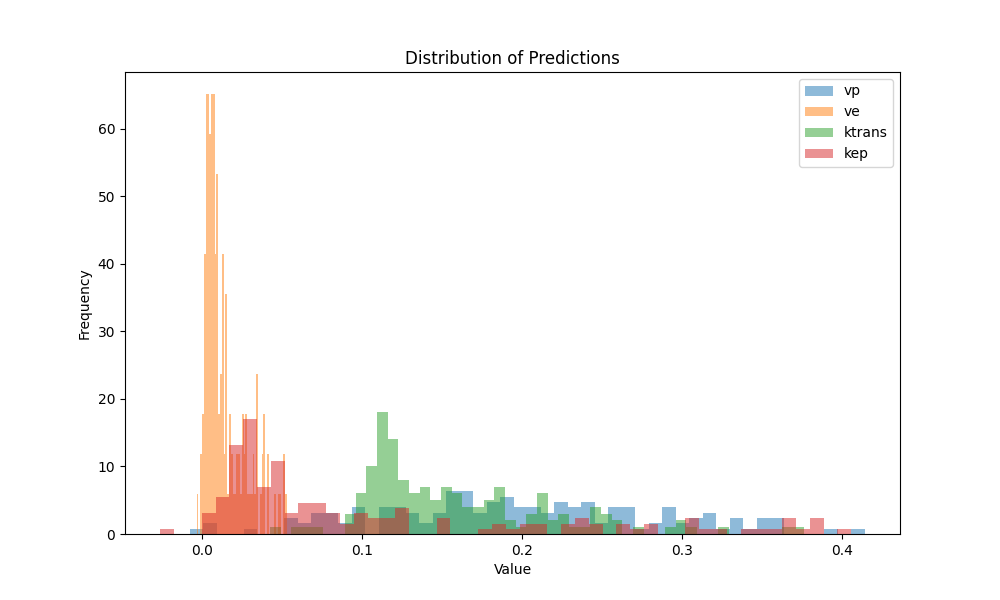 Distribution of Predictions
vp
ve
ktrans
kep
Frequency
60
50
40
30
20
10
0
0.0 0.1 0.2 0.3 0.4
Value